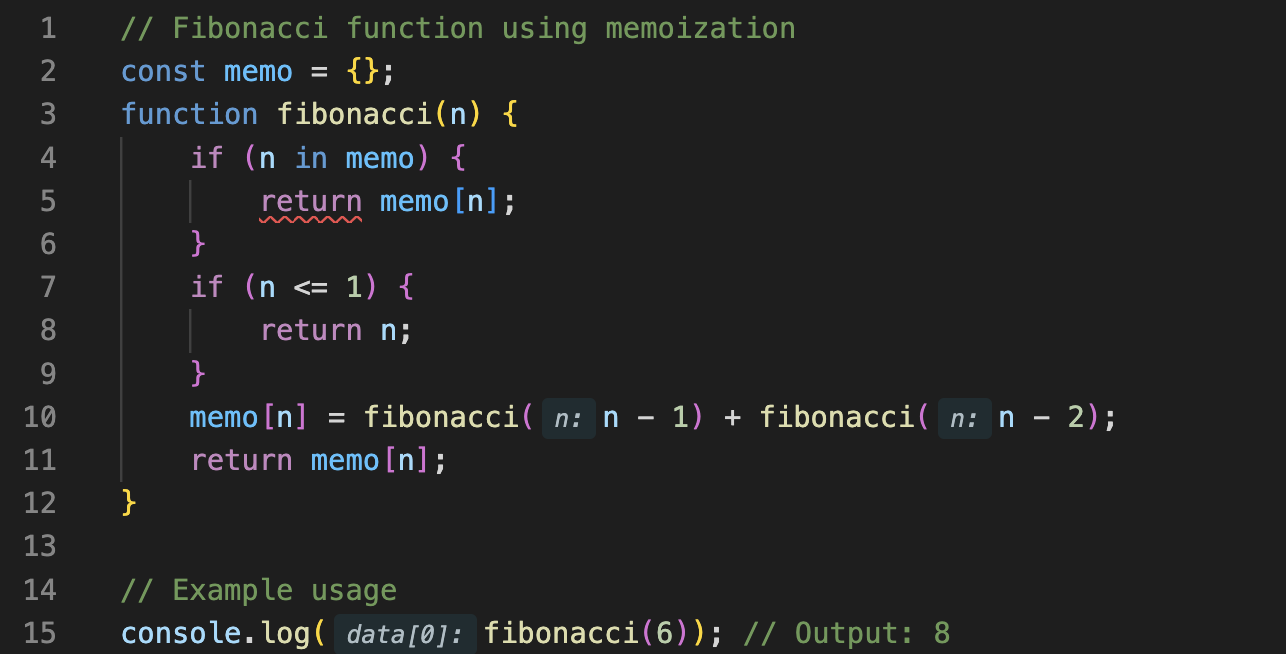 1 // Fibonacci function using memoization
2 const memo = {};
3 function fibonacci(n) {
4     if (n in memo) {
5         return memo[n];
6     }
7     if (n <= 1) {
8         return n;
9     }
10     memo[n] = fibonacci( n: n - 1) + fibonacci( n: n - 2);
11     return memo[n];
12 }
13
14 // Example usage
15 console.log( data[0]: fibonacci(6)); // Output: 8